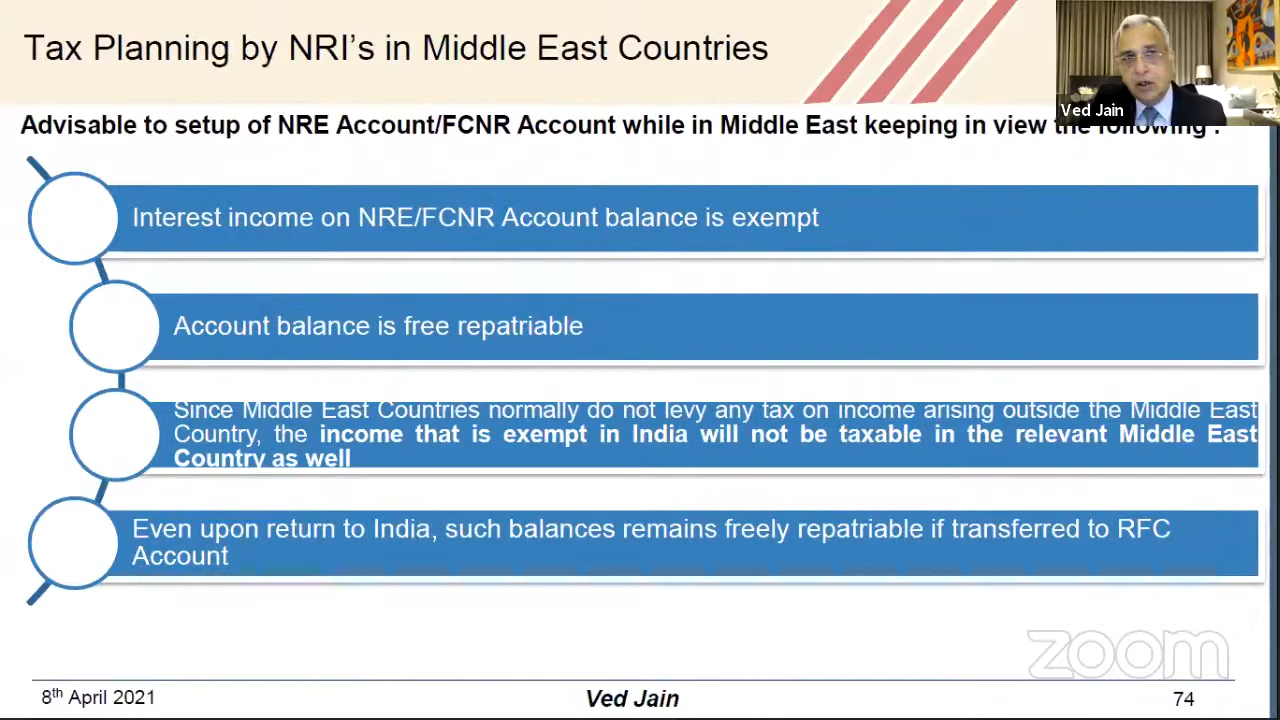 Tax Planning by NRI's in Middle East Countries
Ved Jain
Advisable to setup of NRE Account/FCNR Account while in Middle East keeping in view the following :
Interest income on NRE/FCNR Account balance is exempt
Account balance is free repatriable
Since Middle East Countries normally do not levy any tax on income arising outside the Middle East
Country, the income that is exempt in India will not be taxable in the relevant Middle East
Country as well
Even upon return to India, such balances remains freely repatriable if transferred to RFC
Account
zoom
8th April 2021
Ved Jain
74